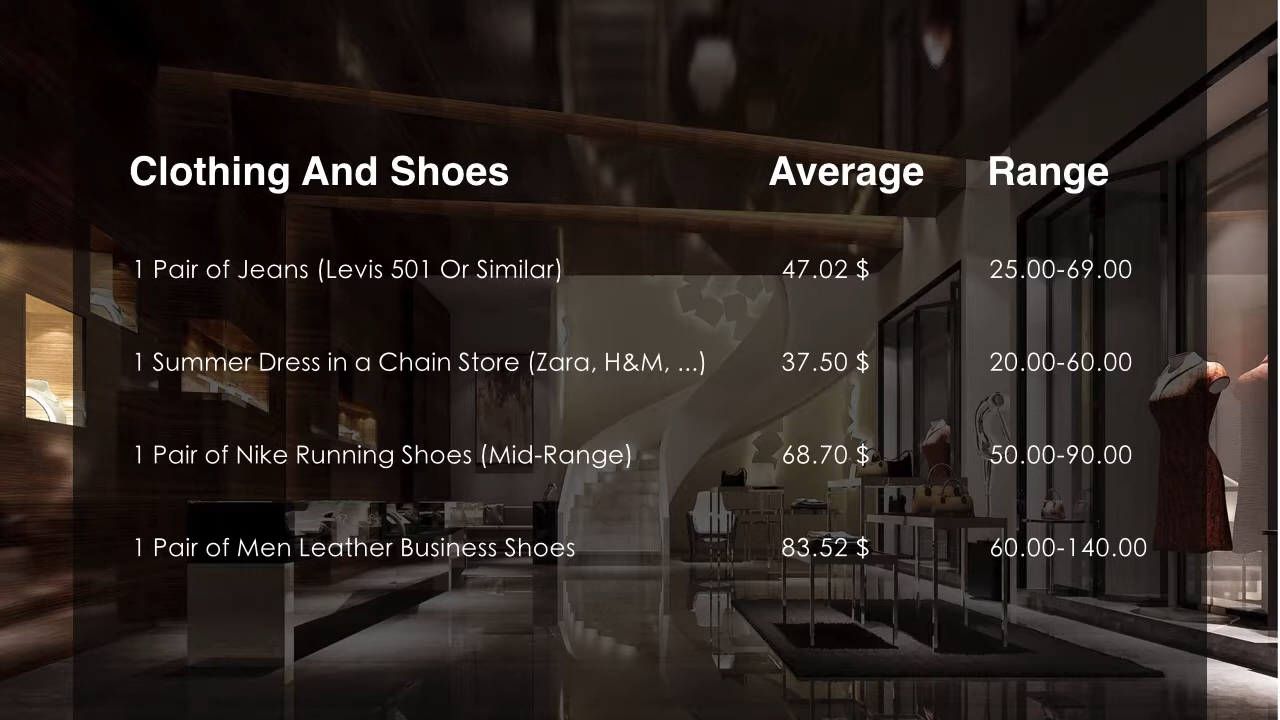 Clothing And Shoes Average Range
1 Pair of Jeans (Levis 501 Or Similar) 47.02 $ 25.00-69.00
1 Summer Dress in a Chain Store (Zara, H&M, ...) 37.50 $ 20.00-60.00
1 Pair of Nike Running Shoes (Mid-Range) 68.70 $ 50.00-90.00
1 Pair of Men Leather Business Shoes 83.52 $ 60.00-140.00